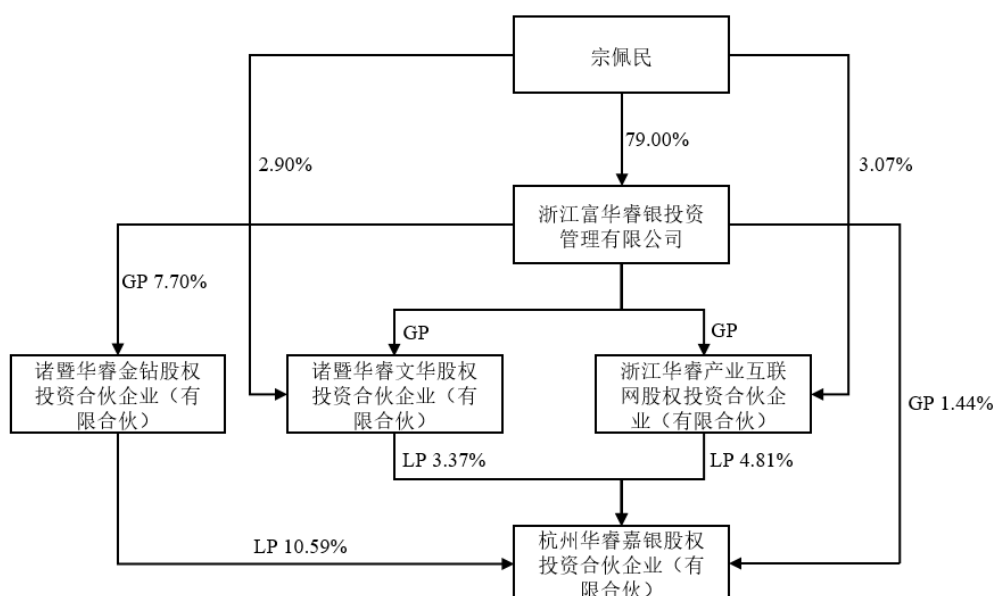 宗佩民
2.90%
79.00%
3.07%
浙江富华睿银投资
管理有限公司
GP 7.70%
GP
GP
诸暨华睿金钻股权
投资合伙企业（有
限合伙）
诸暨华睿文华股权
投资合伙企业（有
限合伙）
浙江华睿产业互联
网股权投资合伙企
业（有限合伙）
GP 1.44%
LP 3.37%
LP 4.81%
LP 10.59%
杭州华睿嘉银股权
投资合伙企业（有
限合伙）